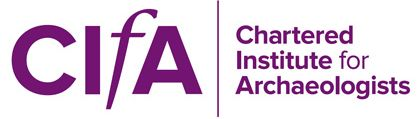 CIfA
Chartered
Institute for
Archaeologists